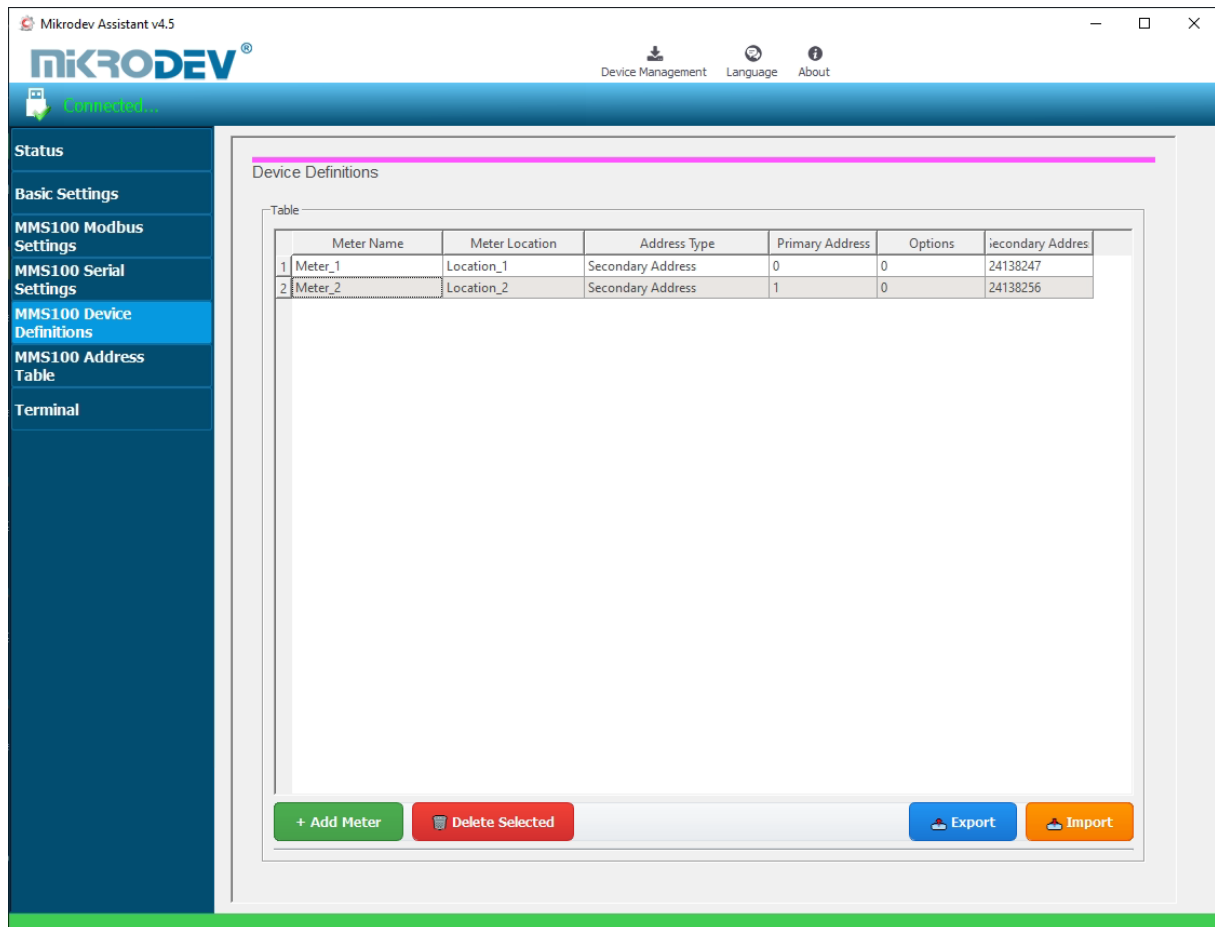 Mikrodev Assistant v4.5
MiKRODEV®
Device Management Language About
Connected...
Status
Basic Settings
MMS100 Modbus
Settings
MMS100 Serial
Settings
MMS100 Device
Definitions
MMS100 Address
Table
Terminal
Device Definitions
Table
Meter Name Meter Location Address Type Primary Address Options Secondary Addres
1 Meter_1 Location_1 Secondary Address 0 0 24138247
2 Meter_2 Location_2 Secondary Address 1 0 24138256
+ Add Meter Delete Selected Export Import